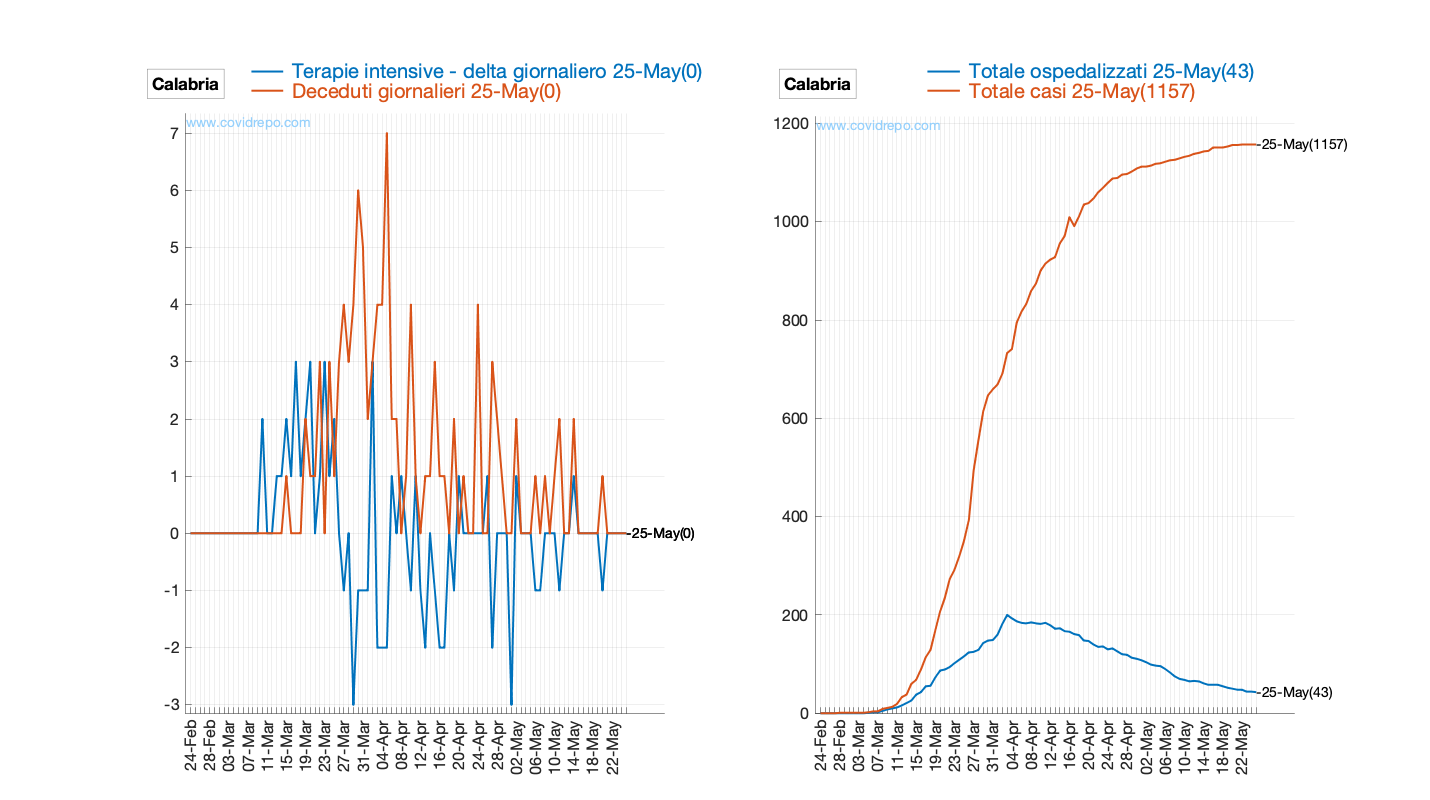 Calabria
Terapie intensive - delta giornaliero 25-May(0)
Deceduti giornalieri 25-May(0)
www.covidrepo.com
7
6
5
4
3
2
1
0
-1
-2
-3
-25-May(0)
24-Feb
28-Feb
03-Mar
07-Mar
11-Mar
15-Mar
19-Mar
23-Mar
27-Mar
31-Mar
04-Apr
08-Apr
12-Apr
16-Apr
20-Apr
24-Apr
28-Apr
02-May
06-May
10-May
14-May
18-May
22-May
Calabria
Totale ospedalizzati 25-May(43)
Totale casi 25-May(1157)
www.covidrepo.com
1200
1000
800
600
400
200
0
-25-May(1157)
-25-May(43)
24-Feb
28-Feb
03-Mar
07-Mar
11-Mar
15-Mar
19-Mar
23-Mar
27-Mar
31-Mar
04-Apr
08-Apr
12-Apr
16-Apr
20-Apr
24-Apr
28-Apr
02-May
06-May
10-May
14-May
18-May
22-May